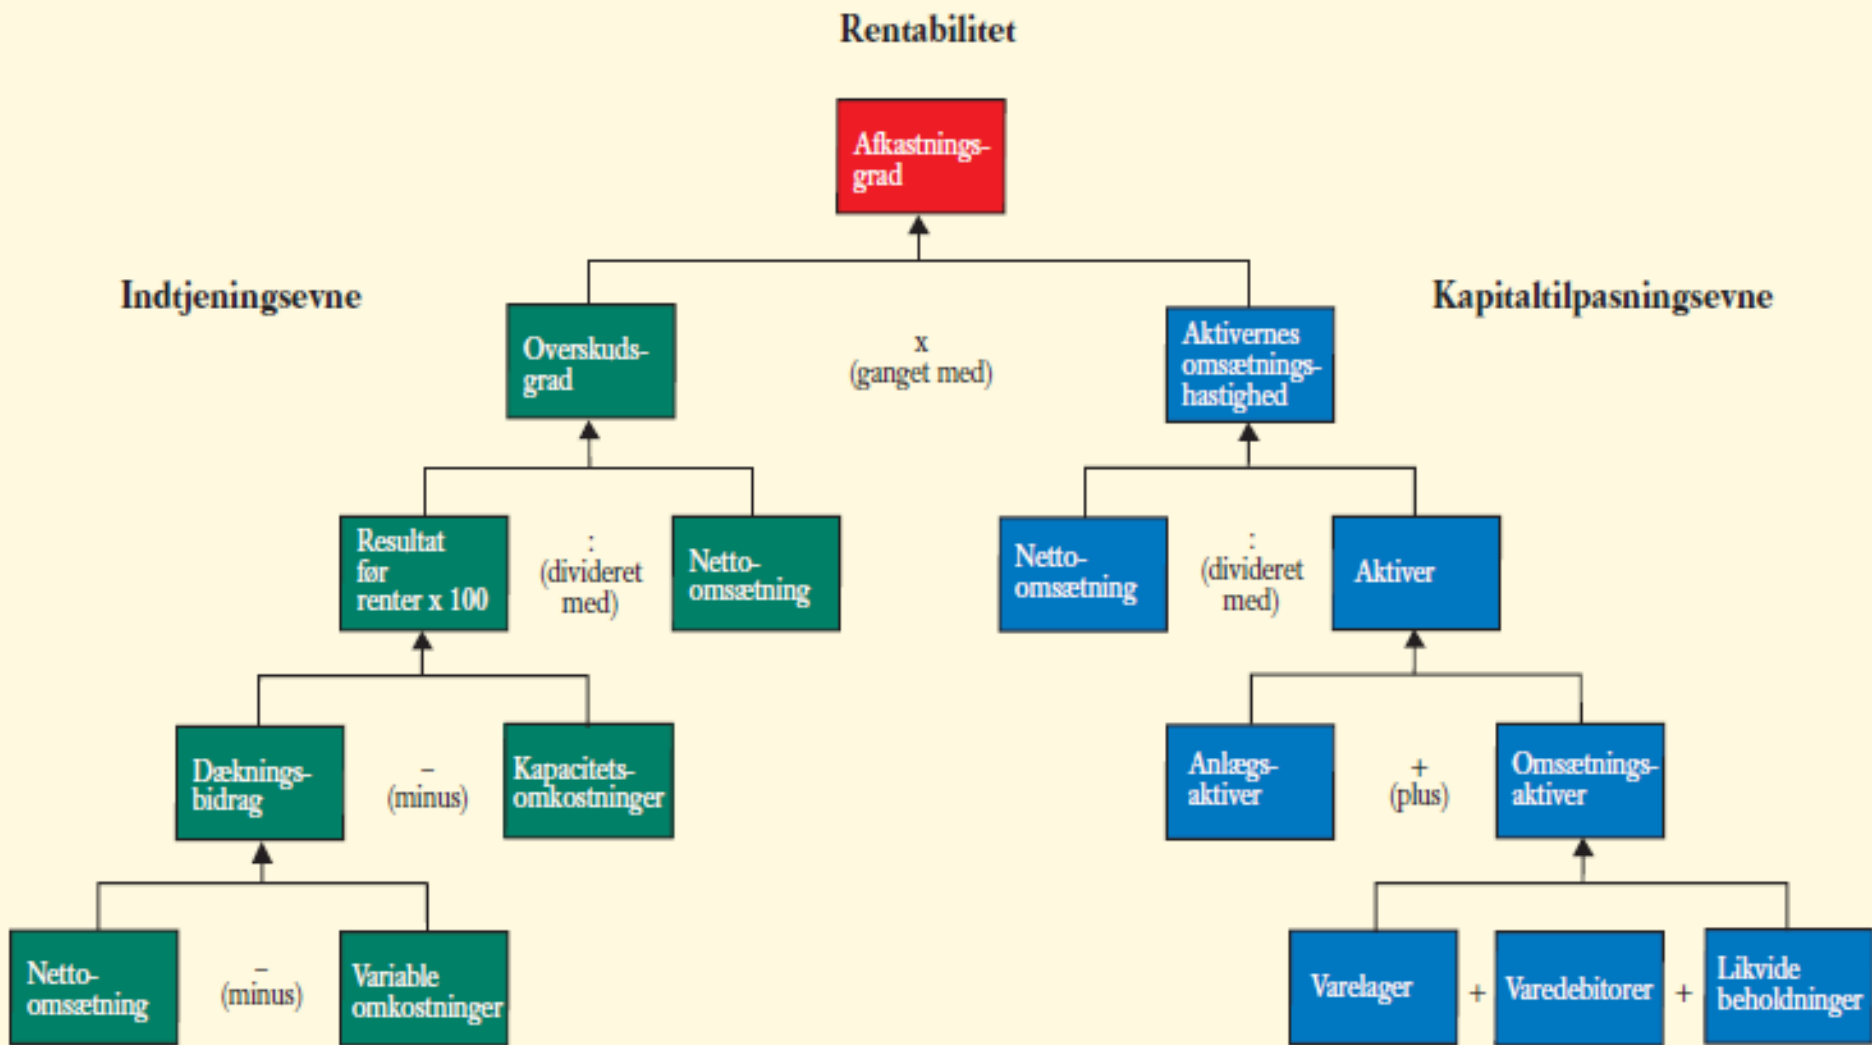 Rentabilitet
Afkastnings-
grad
Indtjeningsevne
Kapitaltilpasningsevne
Overskuds-
grad
x
(ganget med)
Aktivernes
omsætnings-
hastighed
Resultat
før
renter x 100
:
(divideret
med)
Netto-
omsætning
Netto-
omsætning
:
(divideret
med)
Aktiver
Dæknings-
bidrag
–
(minus)
Kapacitets-
omkostninger
Anlægs-
aktiver
+
(plus)
Omsætnings-
aktiver
Netto-
omsætning
–
(minus)
Variable
omkostninger
Varelager
+
Varedebitorer
+
Likvide
beholdninger